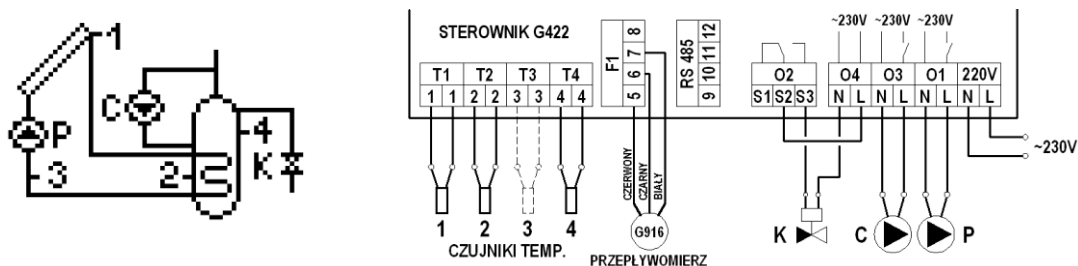 1
C
P
4
K
3
2
STEROWNIK G422
F1
8
7
6
5
RS 485
12
11
10
9
~230V ~230V ~230V
T1 T2 T3 T4
1 1 2 2 3 3 4 4
O2 O4 O3 O1 220V
S1 S2 S3 N L N L N L N L
~230V
CZERWONY
CZARNY
BIAŁY
1 2 3 4
CZUJNIKI TEMP.
G916
PRZEPŁYWOMIERZ
K C P